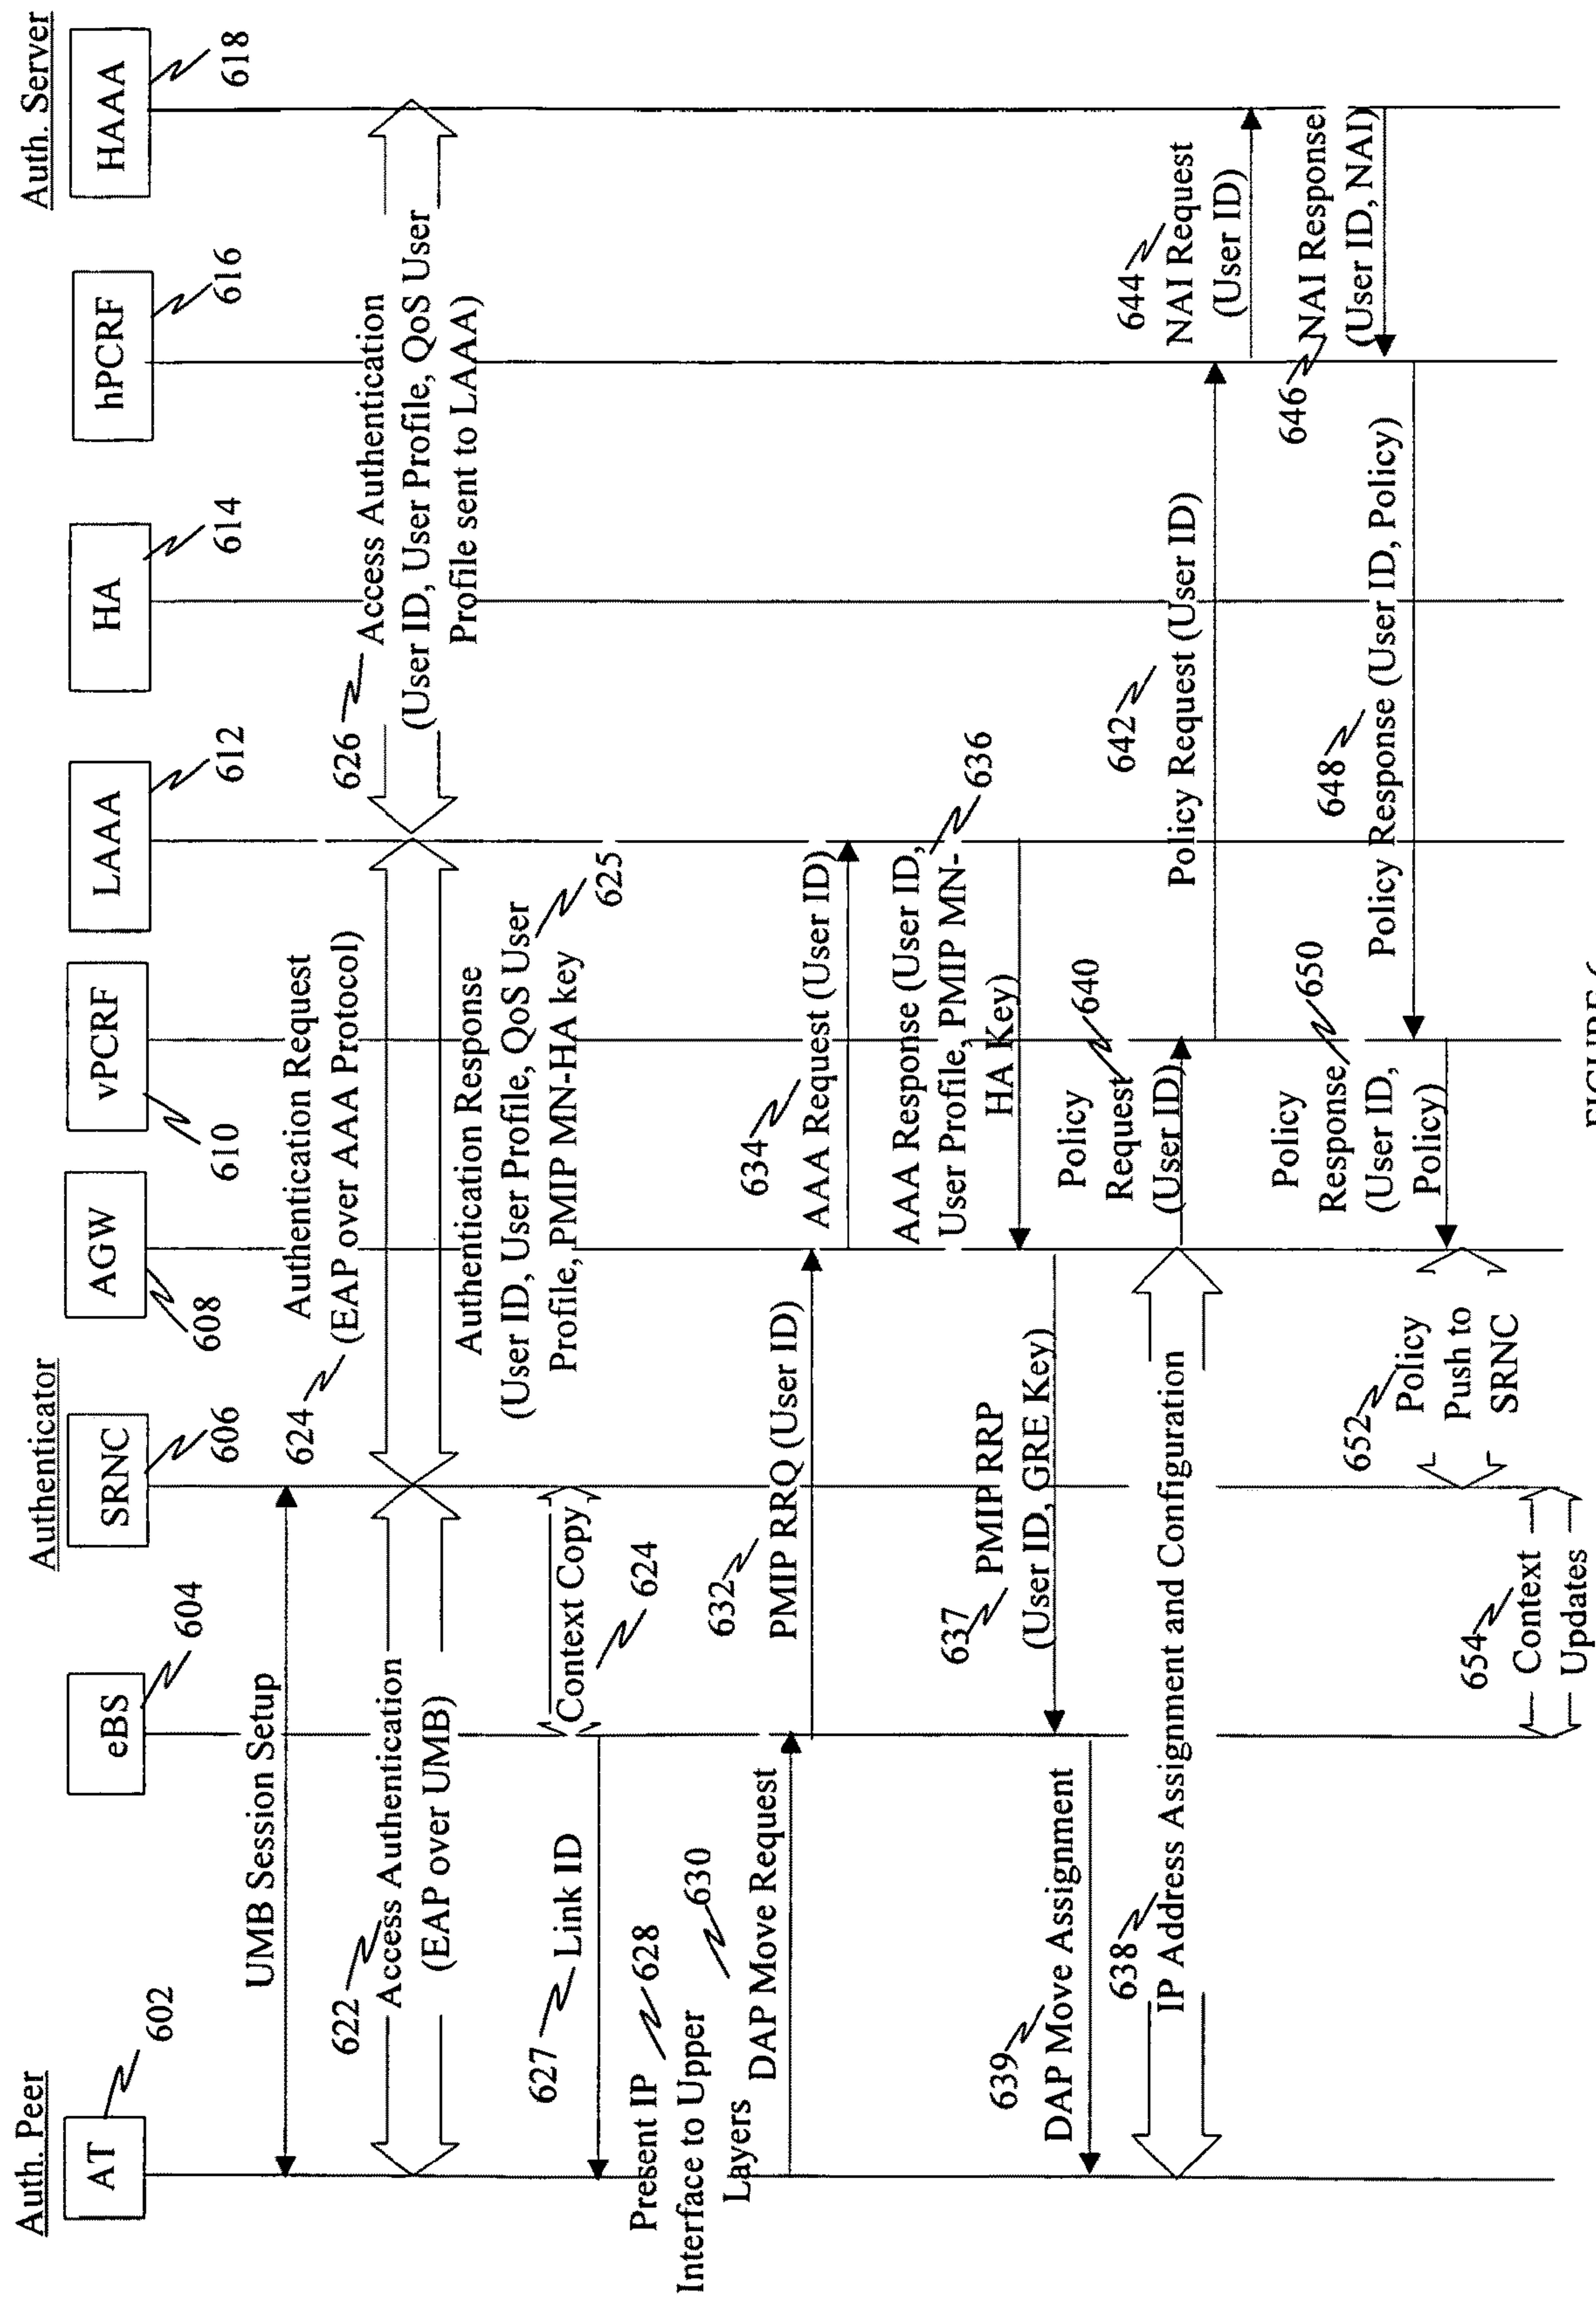 Auth. Peer
Authenticator
Auth. Server
AT
eBS
SRNC
AGW
vPCRF
LAAA
HA
hPCRF
HAAA
602
604
606
608
610
612
614
616
618
UMB Session Setup
622
Access Authentication
(EAP over UMB)
624
Authentication Request
(EAP over AAA Protocol)
626
Access Authentication
(User ID, User Profile, QoS User
Profile sent to LAAA)
Authentication Response
(User ID, User Profile, QoS User
Profile, PMIP MN-HA key
625
Context Copy
624
627
Link ID
Present IP
Interface to Upper
Layers
628
630
DAP Move Request
632
PMIP RRQ (User ID)
634
AAA Request (User ID)
AAA Response (User ID,
User Profile, PMIP MN-
HA Key)
636
637
PMIP RRP
(User ID, GRE Key)
639
DAP Move Assignment
638
IP Address Assignment and Configuration
Policy
Request
(User ID)
640
642
Policy Request (User ID)
644
NAI Request
(User ID)
646
NAI Response
(User ID, NAI)
648
Policy Response (User ID, Policy)
Policy
Response
(User ID,
Policy)
650
652
Policy
Push to
SRNC
654
Context
Updates